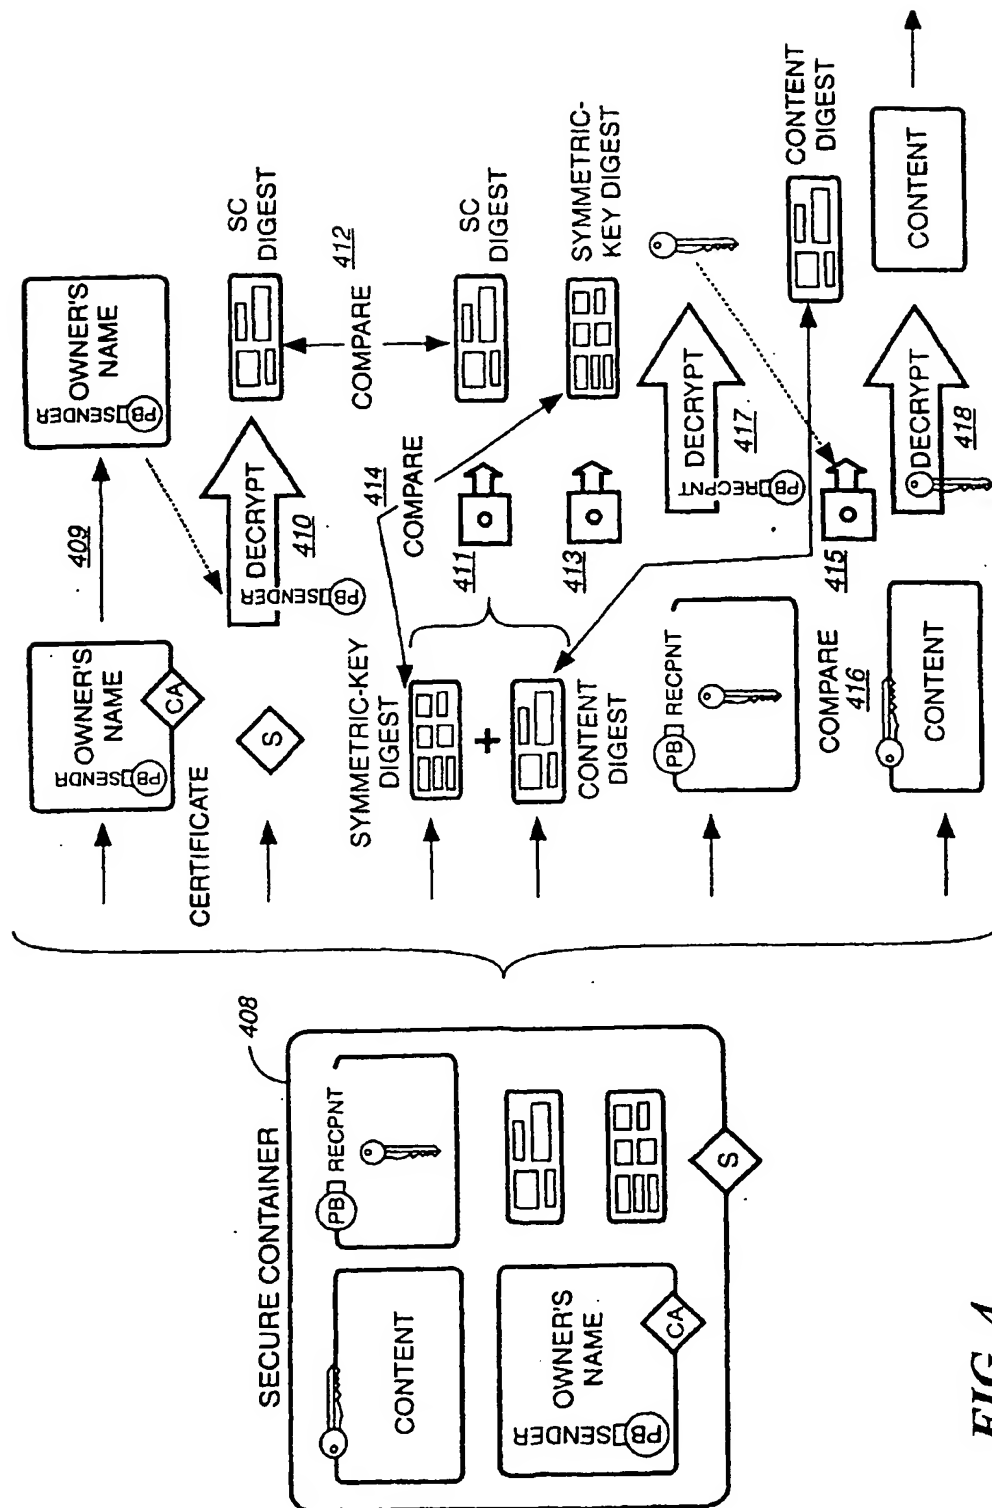 SECURE CONTAINER
408
CONTENT
PB RECPNT
OWNER'S
NAME
PB SENDER
CA
S
OWNER'S
NAME
PB SENDR
CA
CERTIFICATE
409
OWNER'S
NAME
PB SENDER
S
PB SENDER
DECRYPT
410
SC
DIGEST
COMPARE
412
SYMMETRIC-KEY
DIGEST
+
CONTENT
DIGEST
414
COMPARE
411
SC
DIGEST
413
SYMMETRIC-
KEY DIGEST
PB RECPNT
PB RECPNT
DECRYPT
417
COMPARE
416
415
CONTENT
DIGEST
CONTENT
DECRYPT
418
CONTENT
FIG. 4